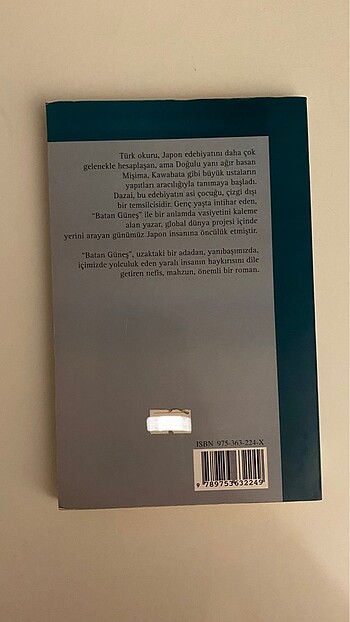 Türk okuru, Japon edebiyatını daha çok
gelenekle hesaplaşan, ama Doğulu yanı ağır basan
Mişima, Kawabata gibi büyük ustaların
yapıtları aracılığıyla tanımaya başladı.
Dazai, bu edebiyatın asi çocuğu, çizgi dışı
bir temsilcisidir. Genç yaşta intihar eden,
“Batan Güneş” ile bir anlamda vasiyetini kaleme
alan yazar, global dünya projesi içinde
yerini arayan günümüz Japon insanına öncülük etmiştir.
“Batan Güneş”, uzaktaki bir adadan, yanıbaşımızda,
içimizde yolculuk eden yaralı insanın haykırışını dile
getiren nefis, mahzun, önemli bir roman.
ISBN 975-363-224-X
9 789753 632249